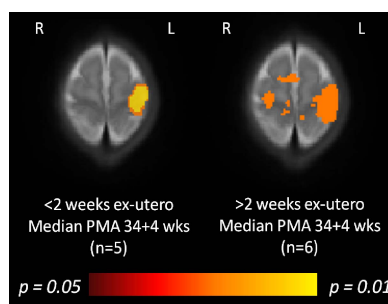 R L R L
<2 weeks ex-utero >2 weeks ex-utero
Median PMA 34+4 wks Median PMA 34+4 wks
(n=5) (n=6)
p = 0.05 p = 0.01